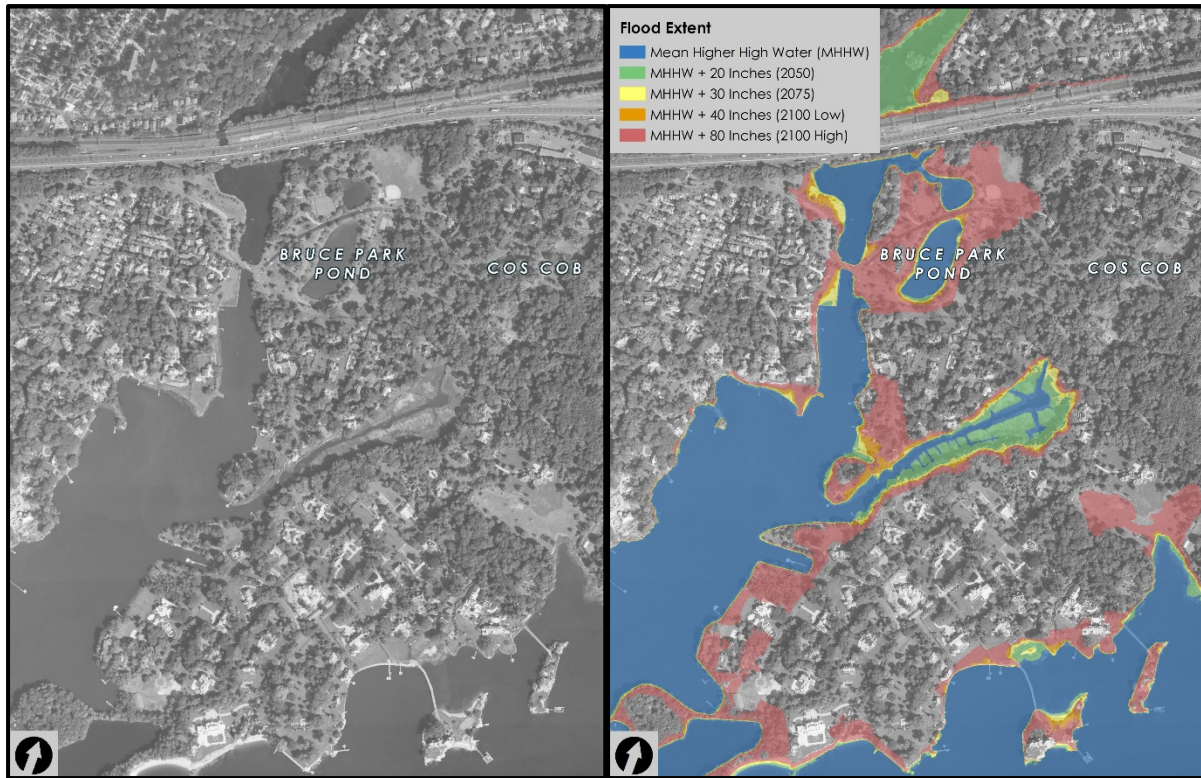 BRUCE PARK
POND
COS COB
Flood Extent
Mean Higher High Water (MHHW)
MHHW + 20 Inches (2050)
MHHW + 30 Inches (2075)
MHHW + 40 Inches (2100 Low)
MHHW + 80 Inches (2100 High)
BRUCE PARK
POND
COS COB